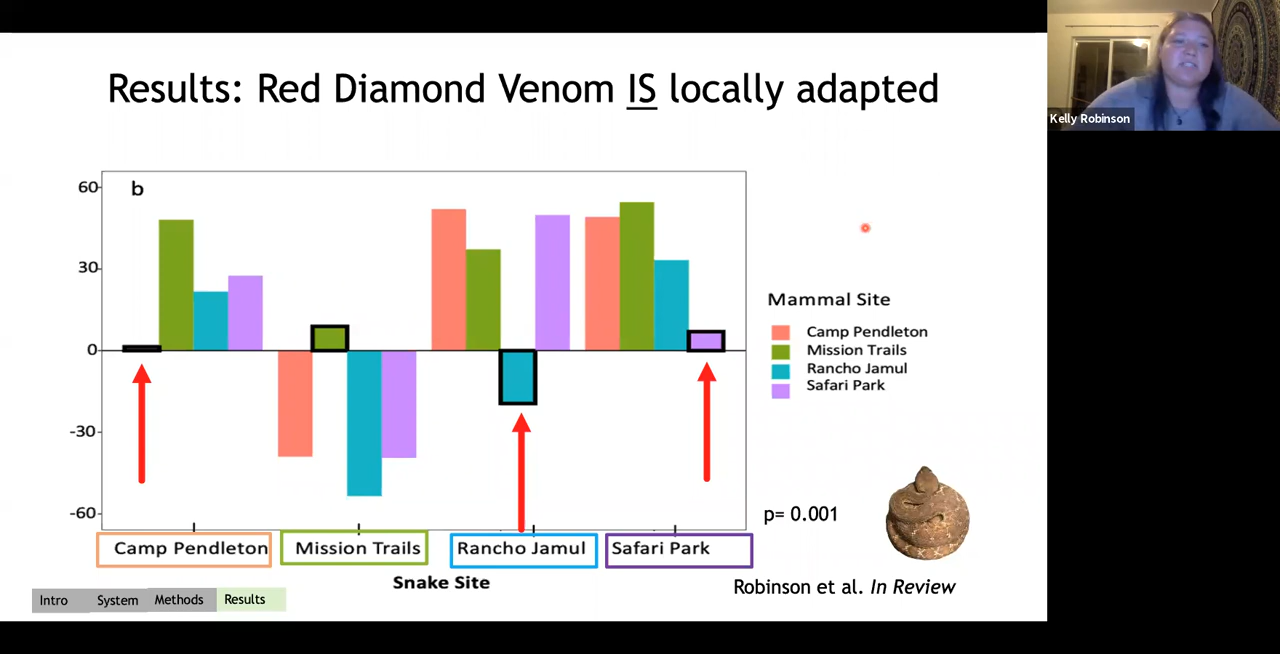 Results: Red Diamond Venom IS locally adapted
Kelly Robinson
b
60
30
0
-30
-60
Mammal Site
Camp Pendleton
Mission Trails
Rancho Jamul
Safari Park
p= 0.001
Camp Pendleton
Mission Trails
Rancho Jamul
Safari Park
Snake Site
Robinson et al. In Review
Intro
System
Methods
Results